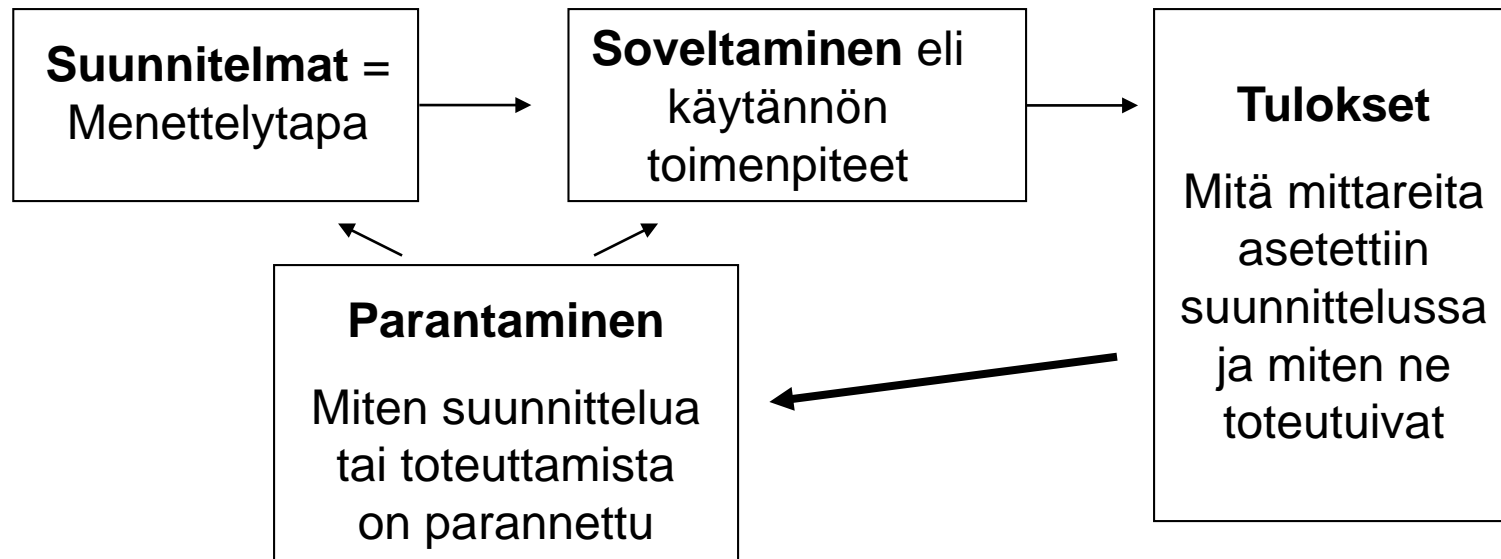 Suunnitelmat =
Menettelytapa
Soveltaminen eli
käytännön
toimenpiteet
Tulokset
Mitä mittareita
asetettiin
suunnittelussa
ja miten ne
toteutuivat
Parantaminen
Miten suunnittelua
tai toteuttamista
on parannettu